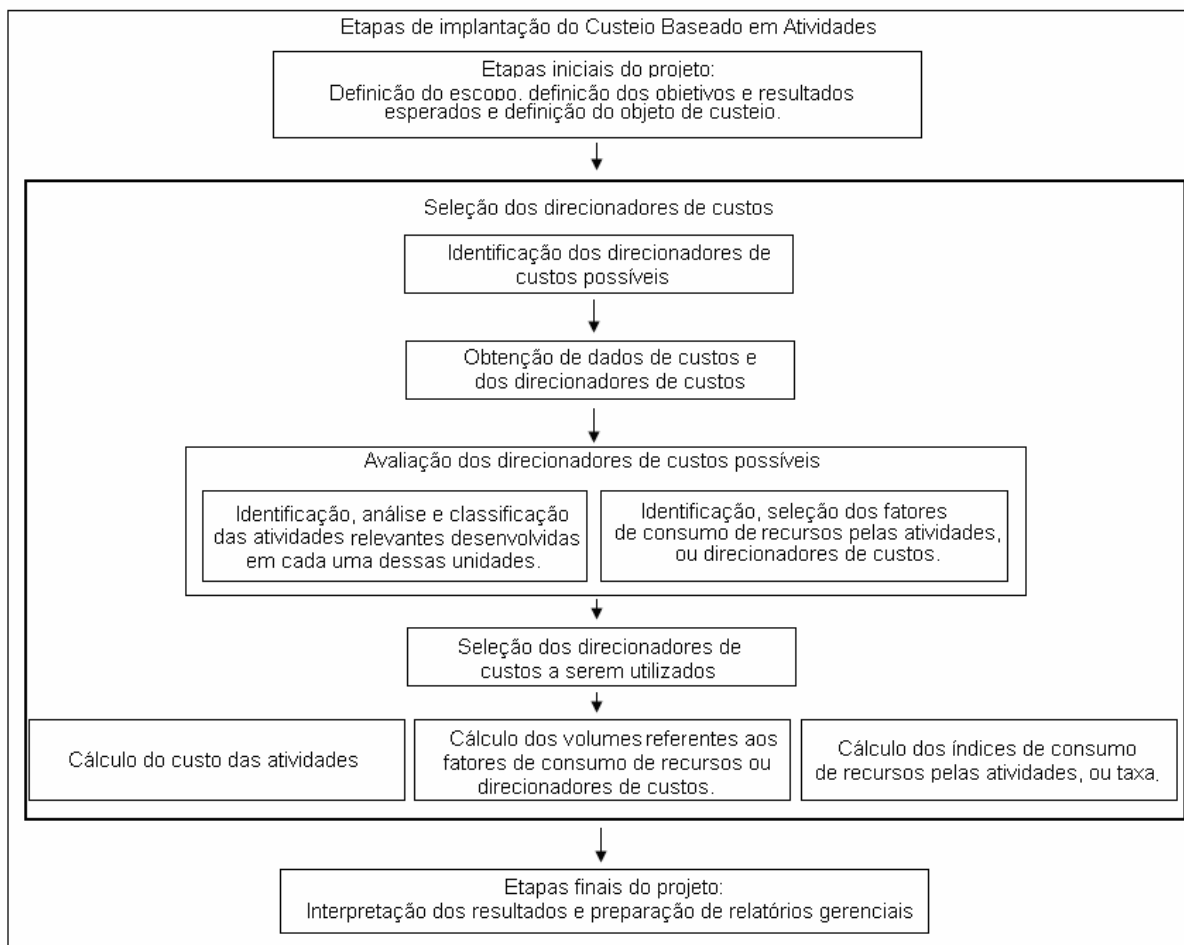 Etapas de implantação do Custeio Baseado em Atividades
Etapas iniciais do projeto:
Definição do escopo, definição dos objetivos e resultados
esperados e definição do objeto de custeio.
Seleção dos direcionadores de custos
Identificação dos direcionadores de
custos possíveis
Obtenção de dados de custos e
dos direcionadores de custos
Avaliação dos direcionadores de custos possíveis
Identificação, análise e classificação
das atividades relevantes desenvolvidas
em cada uma dessas unidades.
Identificação, seleção dos fatores
de consumo de recursos pelas atividades,
ou direcionadores de custos.
Seleção dos direcionadores de
custos a serem utilizados
Cálculo do custo das atividades
Cálculo dos volumes referentes aos
fatores de consumo de recursos ou
direcionadores de custos.
Cálculo dos índices de consumo
de recursos pelas atividades, ou taxa.
Etapas finais do projeto:
Interpretação dos resultados e preparação de relatórios gerenciais